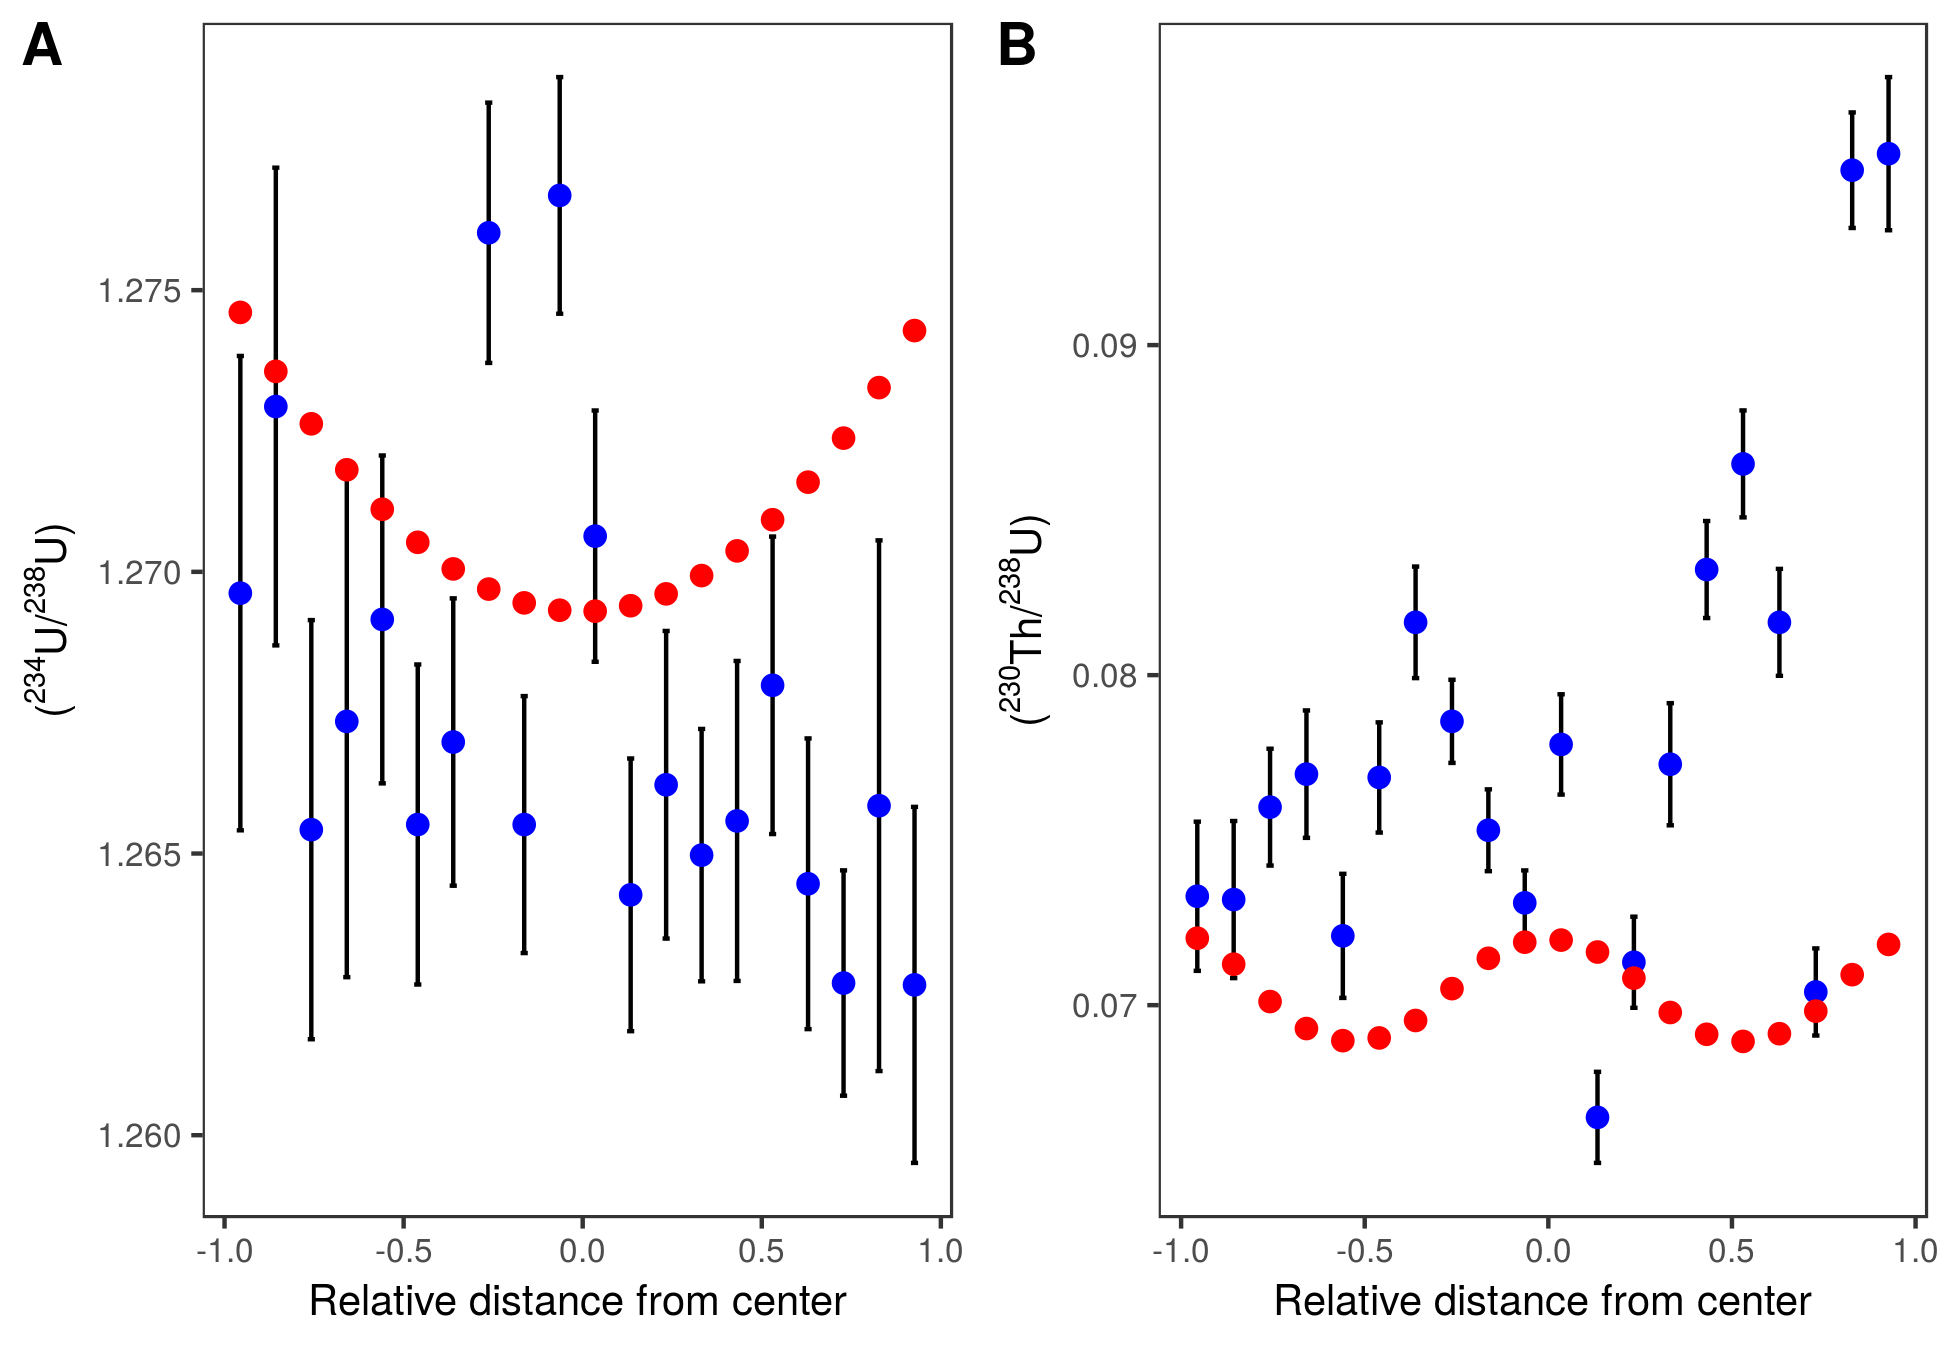 A
(²³⁴U/²³⁸U)
1.275
1.270
1.265
1.260
-1.0 -0.5 0.0 0.5 1.0
Relative distance from center
B
(²³⁰Th/²³⁸U)
0.09
0.08
0.07
-1.0 -0.5 0.0 0.5 1.0
Relative distance from center